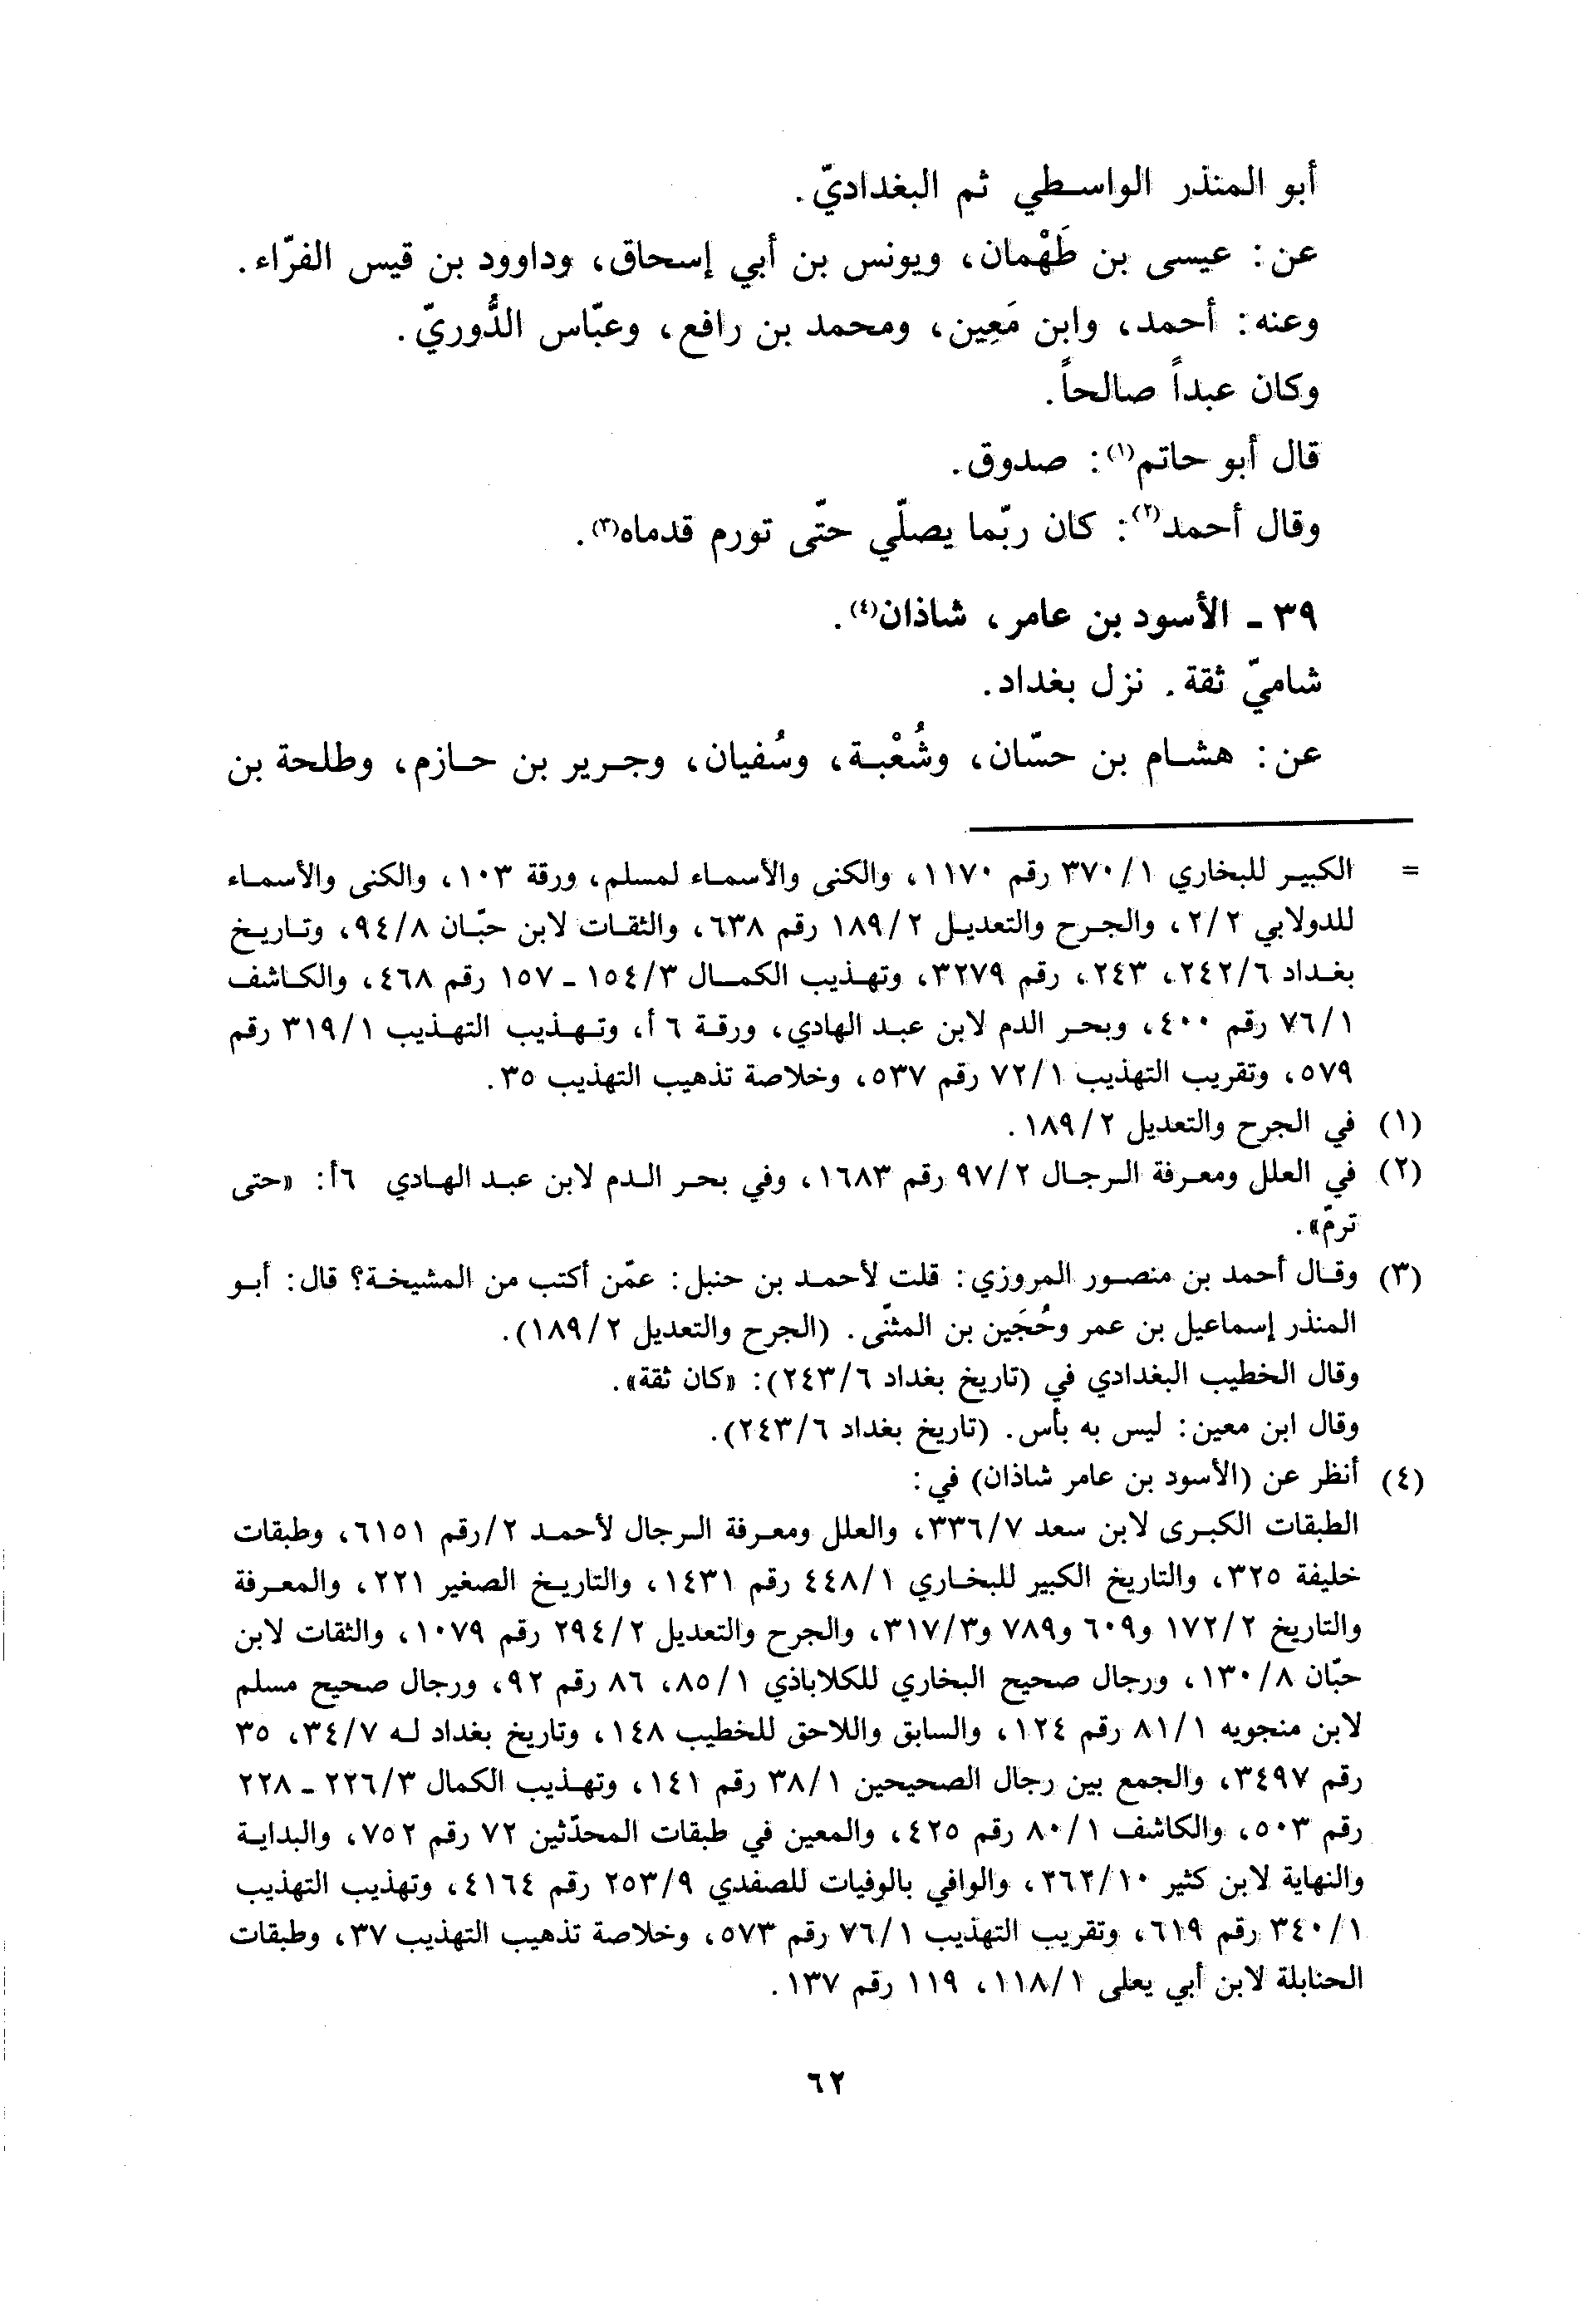 أبو المنذر الواسطي ثم البغداديّ.
عن: عيسى بن طَهْمان، ويونس بن أبي إسحاق، وداوود بن قيس الفرّاء.
وعنه: أحمد، وابن مَعِين، ومحمد بن رافع، وعبّاس الدُّوريّ.
وكان عبداً صالحاً.
قال أبو حاتم(١): صدوق.
وقال أحمد(٢): كان ربّما يصلّي حتّى تورم قدماه(٣).
٣٩ - الأسود بن عامر، شاذان(٤).
شاميّ ثقة. نزل بغداد.
عن: هشام بن حسّان، وشُعْبة، وسُفيان، وجرير بن حازم، وطلحة بن
= الكبير للبخاري ٣٧٠/١ رقم ١١٧٠، والكنى والأسماء لمسلم، ورقة ١٠٣، والكنى والأسماء
للدولابي ٢/٢، والجرح والتعديل ١٨٩/٢ رقم ٦٣٨، والثقات لابن حبّان ٩٤/٨، وتاريخ
بغداد ٢٤٢/٦، ٢٤٣، رقم ٣٢٧٩، وتهذيب الكمال ١٥٤/٣ - ١٥٧ رقم ٤٦٨، والكاشف
٧٦/١ رقم ٤٠٠، وبحر الدم لابن عبد الهادي، ورقة ٦ أ، وتهذيب التهذيب ٣١٩/١ رقم
٥٧٩، وتقريب التهذيب ٧٢/١ رقم ٥٣٧، وخلاصة تذهيب التهذيب ٣٥.
(١) في الجرح والتعديل ١٨٩/٢.
(٢) في العلل ومعرفة الرجال ٩٧/٢ رقم ١٦٨٣، وفي بحر الدم لابن عبد الهادي ٦أ: «حتى
ترمّ».
(٣) وقال أحمد بن منصور المروزي: قلت لأحمد بن حنبل: عمّن أكتب من المشيخة؟ قال: أبو
المنذر إسماعيل بن عمر وحُجَين بن المثنّى. (الجرح والتعديل ١٨٩/٢).
وقال الخطيب البغدادي في (تاريخ بغداد ٢٤٣/٦): «كان ثقة».
وقال ابن معين: ليس به بأس. (تاريخ بغداد ٢٤٣/٦).
(٤) أنظر عن (الأسود بن عامر شاذان) في:
الطبقات الكبرى لابن سعد ٣٣٦/٧، والعلل ومعرفة الرجال لأحمد ٢/رقم ٦١٥١، وطبقات
خليفة ٣٢٥، والتاريخ الكبير للبخاري ٤٤٨/١ رقم ١٤٣١، والتاريخ الصغير ٢٢١، والمعرفة
والتاريخ ١٧٢/٢ و٦٠٩ و٧٨٩ و٣١٧/٣، والجرح والتعديل ٢٩٤/٢ رقم ١٠٧٩، والثقات لابن
حبّان ١٣٠/٨، ورجال صحيح البخاري للكلاباذي ٨٥/١، ٨٦ رقم ٩٢، ورجال صحيح مسلم
لابن منجويه ٨١/١ رقم ١٢٤، والسابق واللاحق للخطيب ١٤٨، وتاريخ بغداد له ٣٤/٧، ٣٥
رقم ٣٤٩٧، والجمع بين رجال الصحيحين ٣٨/١ رقم ١٤١، وتهذيب الكمال ٢٢٦/٣ - ٢٢٨
رقم ٥٠٣، والكاشف ٨٠/١ رقم ٤٢٥، والمعين في طبقات المحدّثين ٧٢ رقم ٧٥٢، والبداية
والنهاية لابن كثير ٢٦٢/١٠، والوافي بالوفيات للصفدي ٢٥٣/٩ رقم ٤١٦٤، وتهذيب التهذيب
٣٤٠/١ رقم ٦١٩، وتقريب التهذيب ٧٦/١ رقم ٥٧٣، وخلاصة تذهيب التهذيب ٣٧، وطبقات
الحنابلة لابن أبي يعلى ١١٨/١، ١١٩ رقم ١٣٧.
٦٢